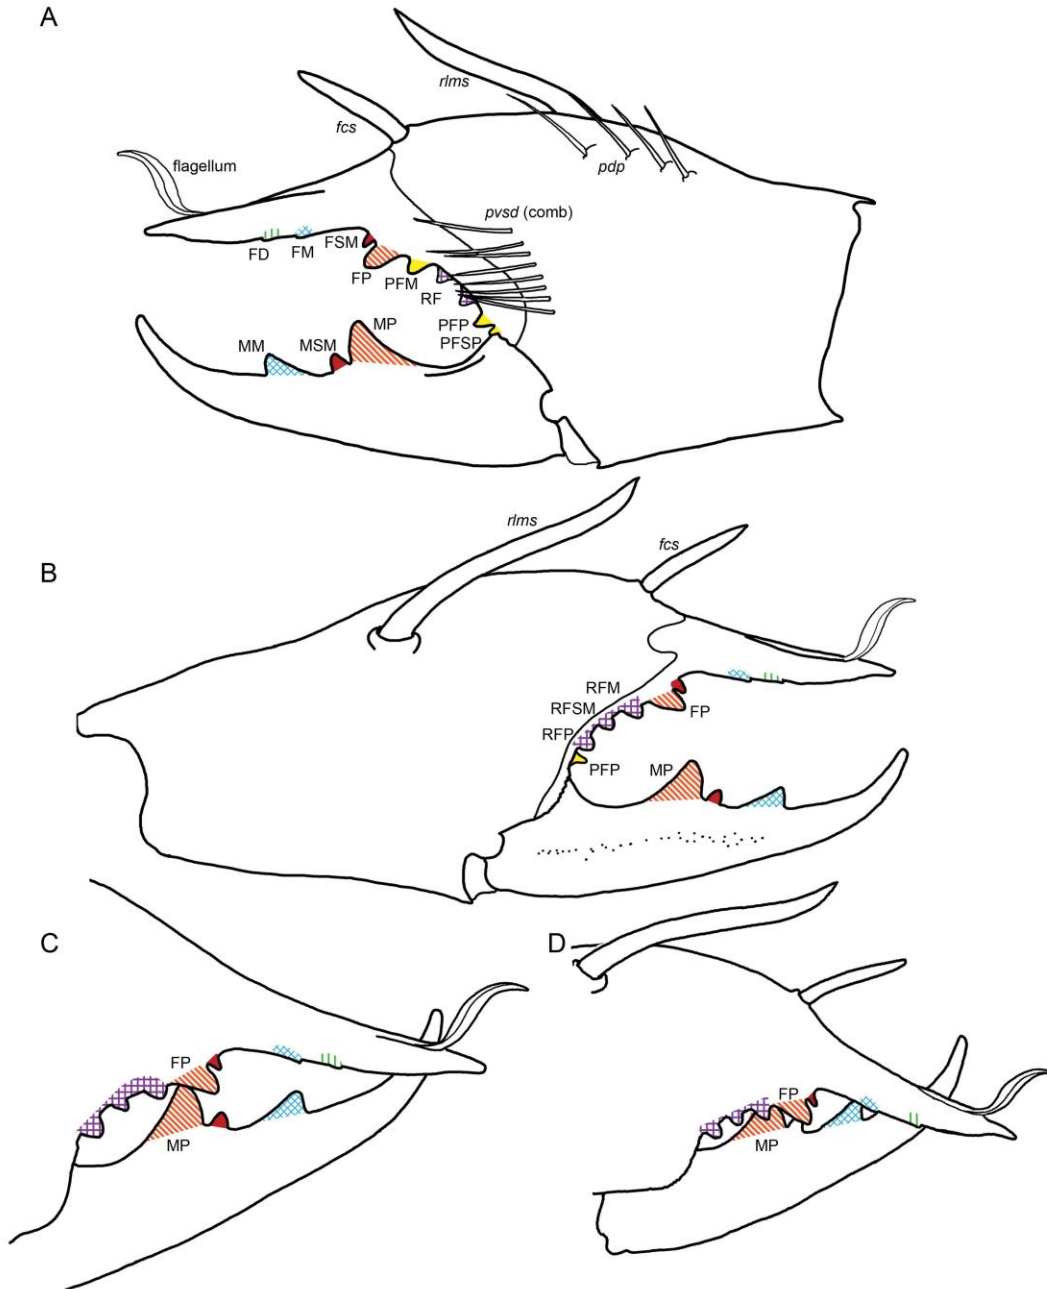 A
rlms
fcs
flagellum
pdp
pvsd (comb)
FD
FM
FSM
FP
PFM
RF
PFP
PFSP
MM
MSM
MP
B
rlms
fcs
RFM
RFSM
FP
RFP
PFP
MP
C
D
FP
MP
FP
MP